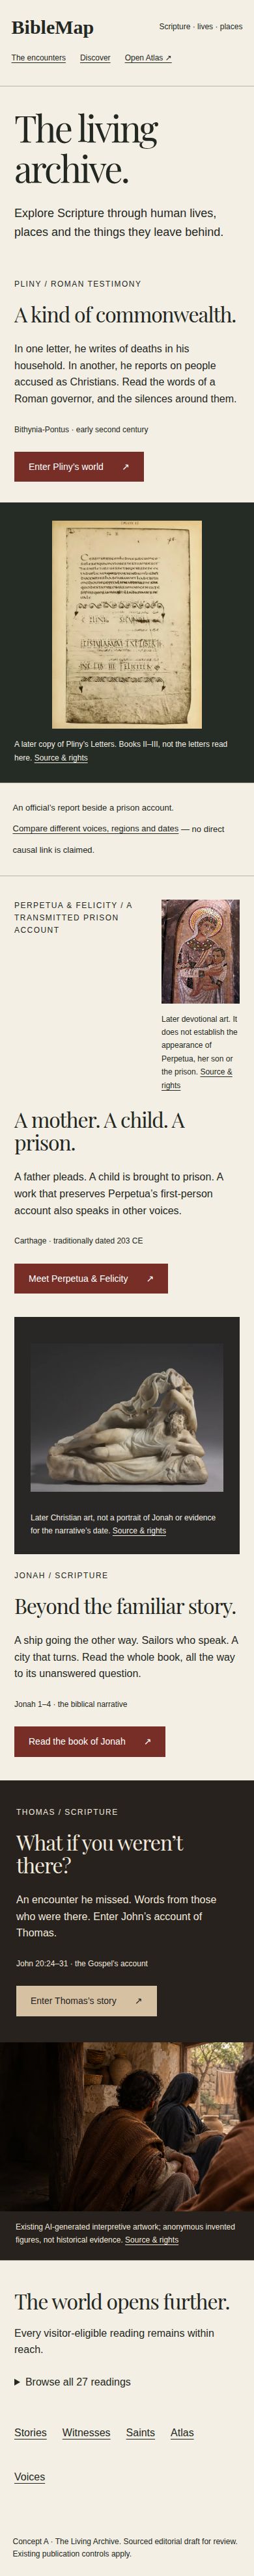 BibleMap
Scripture · lives · places
The encounters Discover Open Atlas ↗
The living
archive.
Explore Scripture through human lives,
places and the things they leave behind.
PLINY / ROMAN TESTIMONY
A kind of commonwealth.
In one letter, he writes of deaths in his
household. In another, he reports on people
accused as Christians. Read the words of a
Roman governor, and the silences around them.
Bithynia-Pontus · early second century
Enter Pliny’s world ↗
A later copy of Pliny’s Letters. Books II–III, not the letters read
here. Source & rights
An official’s report beside a prison account.
Compare different voices, regions and dates — no direct
causal link is claimed.
PERPETUA & FELICITY / A
TRANSMITTED PRISON
ACCOUNT
Later devotional art. It
does not establish the
appearance of
Perpetua, her son or
the prison. Source &
rights
A mother. A child. A
prison.
A father pleads. A child is brought to prison. A
work that preserves Perpetua’s first-person
account also speaks in other voices.
Carthage · traditionally dated 203 CE
Meet Perpetua & Felicity ↗
Later Christian art, not a portrait of Jonah or evidence
for the narrative’s date. Source & rights
JONAH / SCRIPTURE
Beyond the familiar story.
A ship going the other way. Sailors who speak. A
city that turns. Read the whole book, all the way
to its unanswered question.
Jonah 1–4 · the biblical narrative
Read the book of Jonah ↗
THOMAS / SCRIPTURE
What if you weren’t
there?
An encounter he missed. Words from those
who were there. Enter John’s account of
Thomas.
John 20:24–31 · the Gospel’s account
Enter Thomas’s story ↗
Existing AI-generated interpretive artwork; anonymous invented
figures, not historical evidence. Source & rights
The world opens further.
Every visitor-eligible reading remains within
reach.
▶ Browse all 27 readings
Stories Witnesses Saints Atlas
Voices
Concept A · The Living Archive. Sourced editorial draft for review.
Existing publication controls apply.